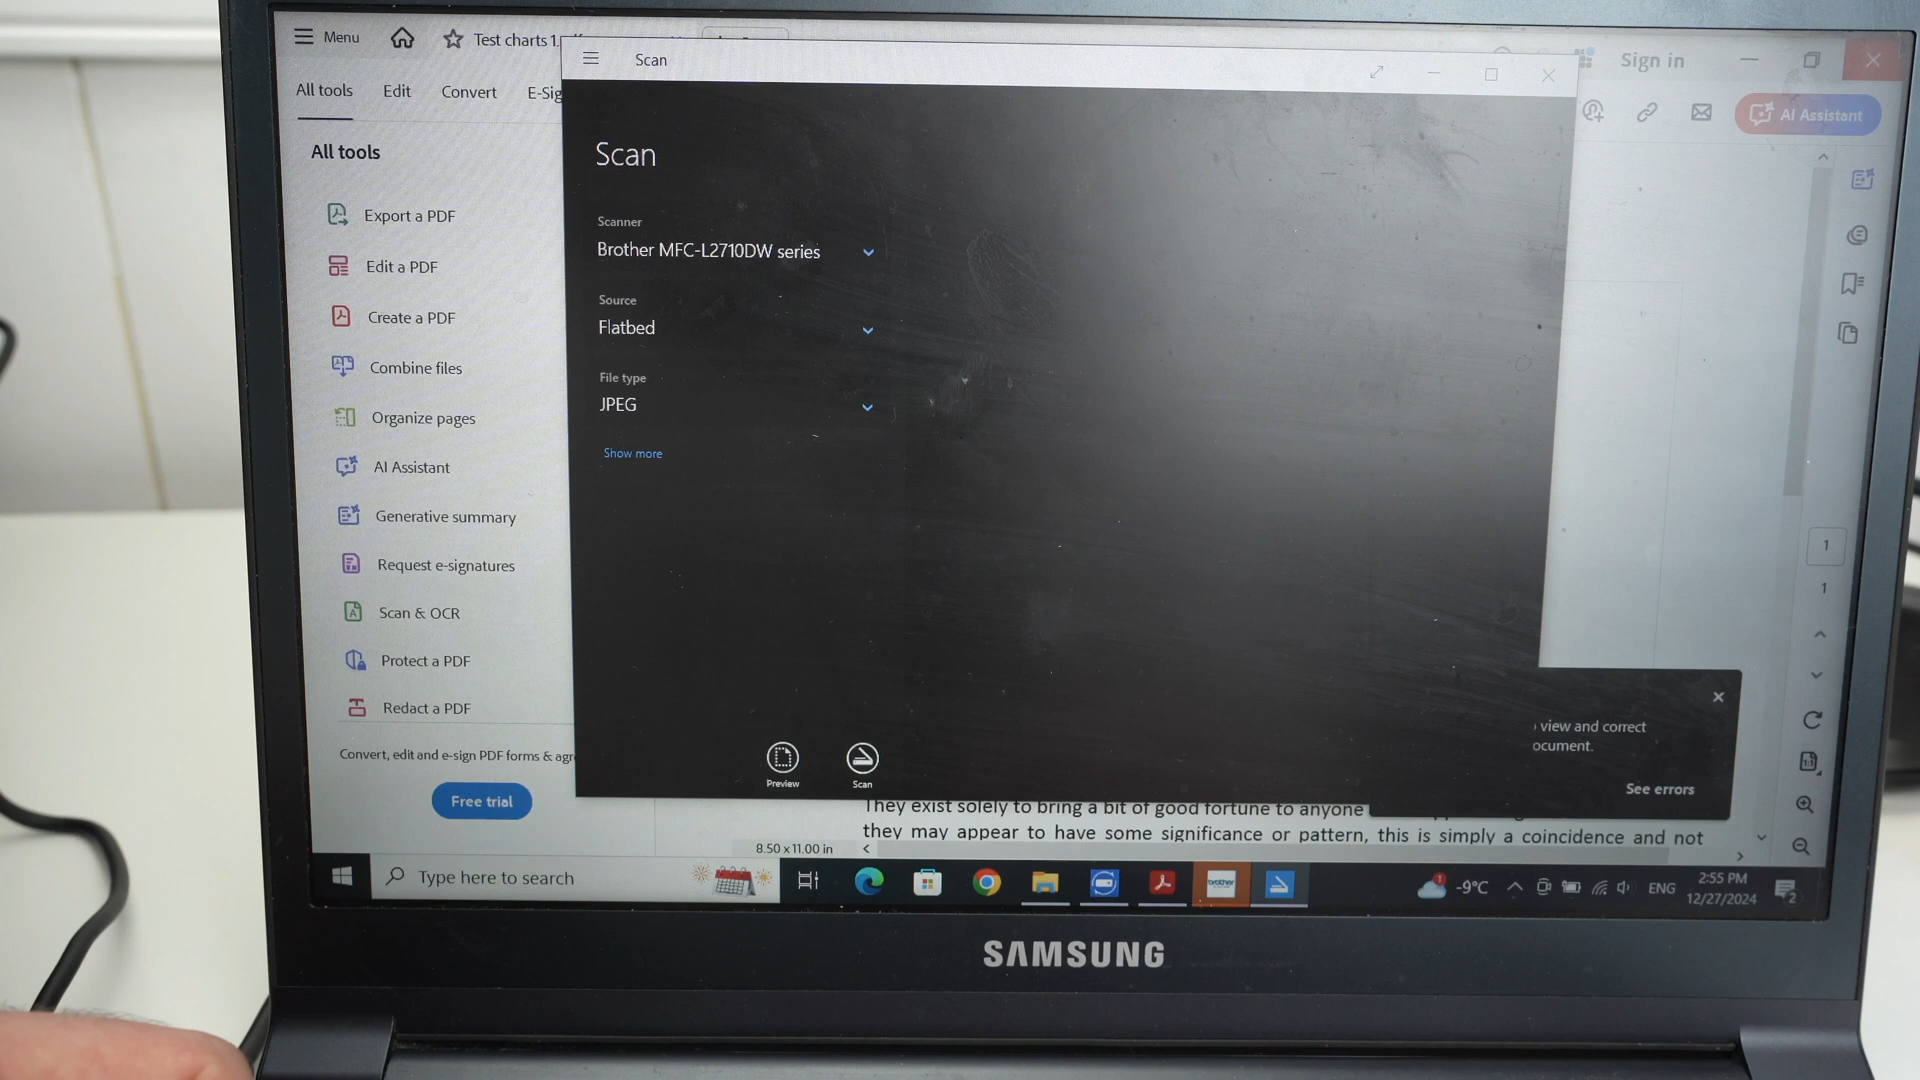 Menu
Test charts 1.
Scan
Sign in
All tools
Edit
Convert
E-Sig
AI Assistant
All tools
Export a PDF
Edit a PDF
Create a PDF
Combine files
Organize pages
AI Assistant
Generative summary
Request e-signatures
Scan & OCR
Protect a PDF
Redact a PDF
Convert, edit and e-sign PDF forms & agr
Free trial
Scan
Scanner
Brother MFC-L2710DW series
Source
Flatbed
File type
JPEG
Show more
Preview
Scan
1
1
view and correct
ocument.
See errors
They exist solely to bring a bit of good fortune to anyone
they may appear to have some significance or pattern, this is simply a coincidence and not
8.50 x 11.00 in
Type here to search
brother
1
-9°C
ENG
2:55 PM
12/27/2024
2
SAMSUNG